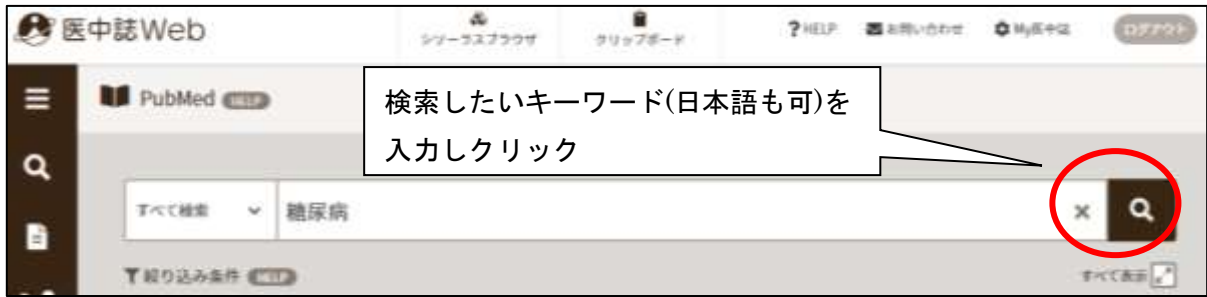 医中誌Web
シソーラスブラウザ
クリップボード
?HELP
お問い合わせ
My医中誌
ログアウト
PubMed HELP
検索したいキーワード(日本語も可)を
入力しクリック
すべて検索
糖尿病
×
絞り込み条件 HELP
すべて表示